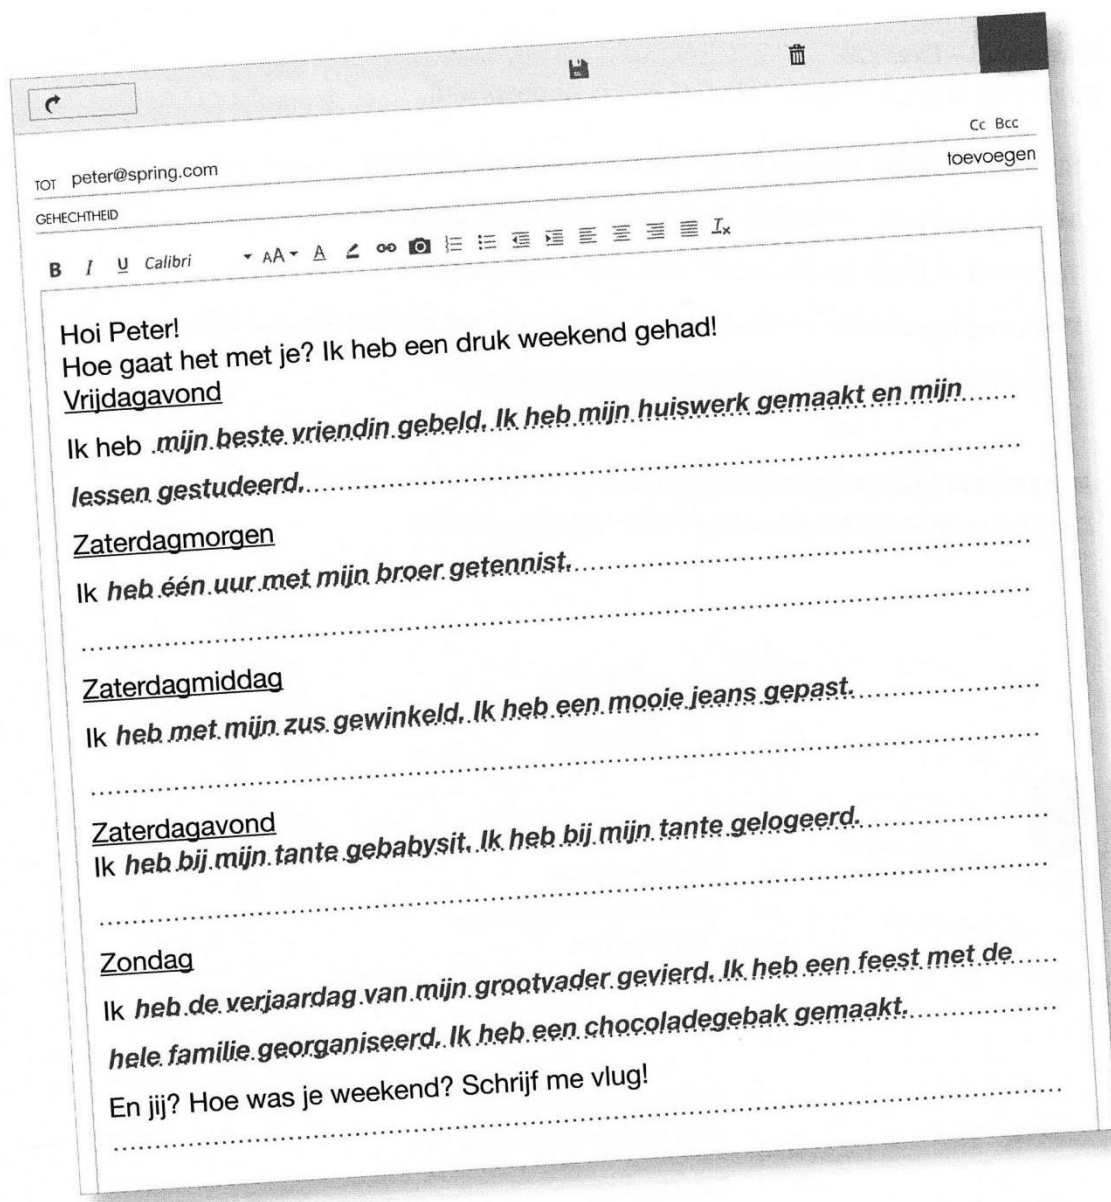 Cc Bcc
TOT peter@spring.com
toevoegen
GEHECHTHEID
B I U Calibri AA A Tx
Hoi Peter!
Hoe gaat het met je? Ik heb een druk weekend gehad!
Vrijdagavond
Ik heb mijn beste vriendin gebeld. Ik heb mijn huiswerk gemaakt en mijn
lessen gestudeerd.
Zaterdagmorgen
Ik heb één uur met mijn broer getennist.
Zaterdagmiddag
Ik heb met mijn zus gewinkeld. Ik heb een mooie jeans gepast.
Zaterdagavond
Ik heb bij mijn tante gebabysit. Ik heb bij mijn tante gelogeerd.
Zondag
Ik heb de verjaardag van mijn grootvader gevierd. Ik heb een feest met de
hele familie georganiseerd. Ik heb een chocoladegebak gemaakt.
En jij? Hoe was je weekend? Schrijf me vlug!